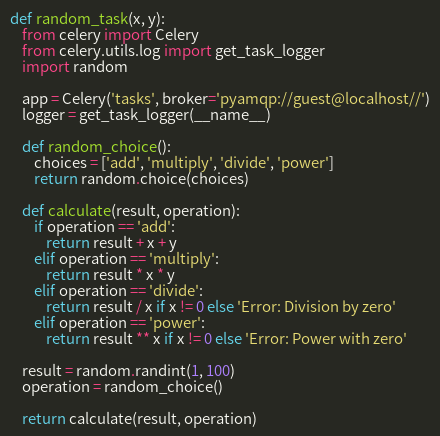 def random_task(x, y):
from celery import Celery
from celery.utils.log import get_task_logger
import random
app = Celery('tasks', broker='pyamqp://guest@localhost//')
logger = get_task_logger(__name__)
def random_choice():
choices = ['add', 'multiply', 'divide', 'power']
return random.choice(choices)
def calculate(result, operation):
if operation == 'add':
return result + x + y
elif operation == 'multiply':
return result * x * y
elif operation == 'divide':
return result / x if x != 0 else 'Error: Division by zero'
elif operation == 'power':
return result ** x if x != 0 else 'Error: Power with zero'
result = random.randint(1, 100)
operation = random_choice()
return calculate(result, operation)